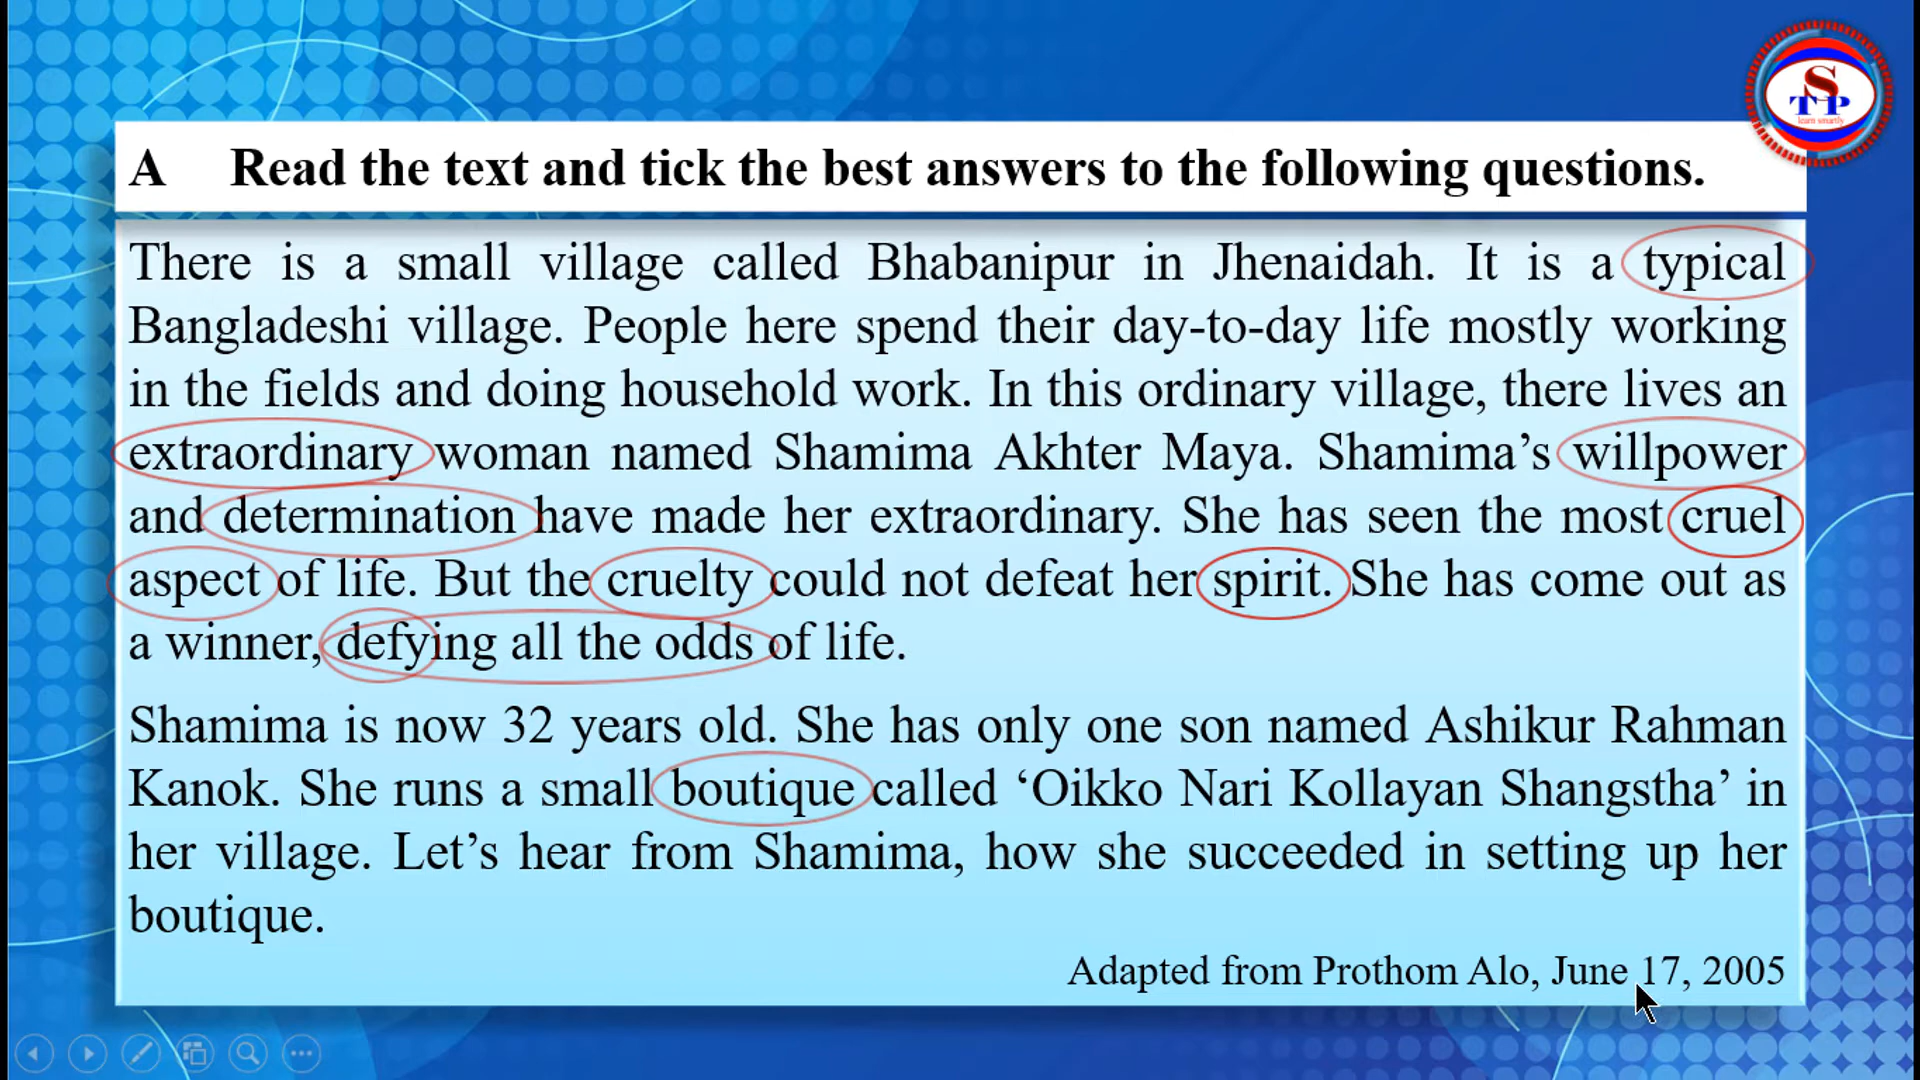 S
TP
learn smartly
A Read the text and tick the best answers to the following questions.
There is a small village called Bhabanipur in Jhenaidah. It is a typical
Bangladeshi village. People here spend their day-to-day life mostly working
in the fields and doing household work. In this ordinary village, there lives an
extraordinary woman named Shamima Akhter Maya. Shamima’s willpower
and determination have made her extraordinary. She has seen the most cruel
aspect of life. But the cruelty could not defeat her spirit. She has come out as
a winner, defying all the odds of life.
Shamima is now 32 years old. She has only one son named Ashikur Rahman
Kanok. She runs a small boutique called ‘Oikko Nari Kollayan Shangstha’ in
her village. Let’s hear from Shamima, how she succeeded in setting up her
boutique.
Adapted from Prothom Alo, June 17, 2005